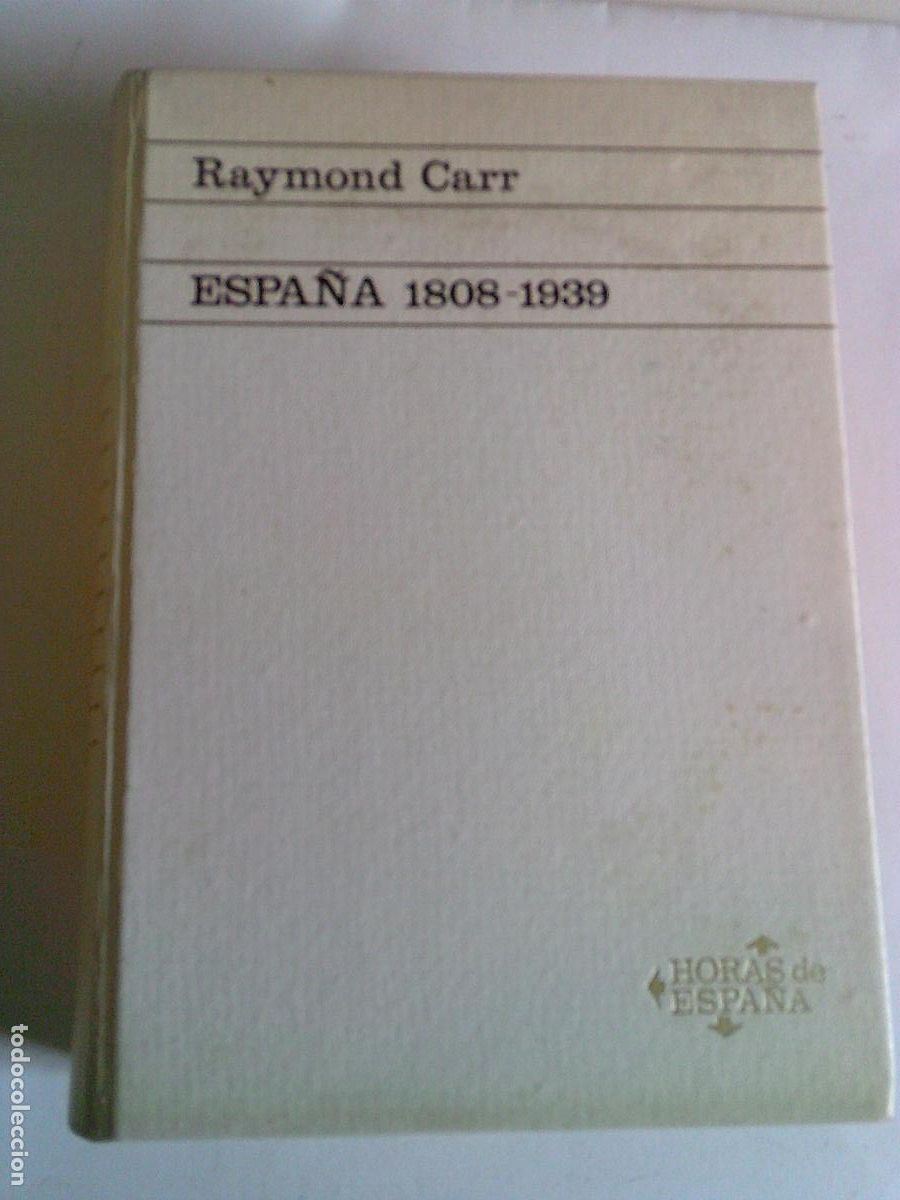 Raymond Carr
ESPAÑA 1808-1939
HORAS de
ESPAÑA
todocoleccion